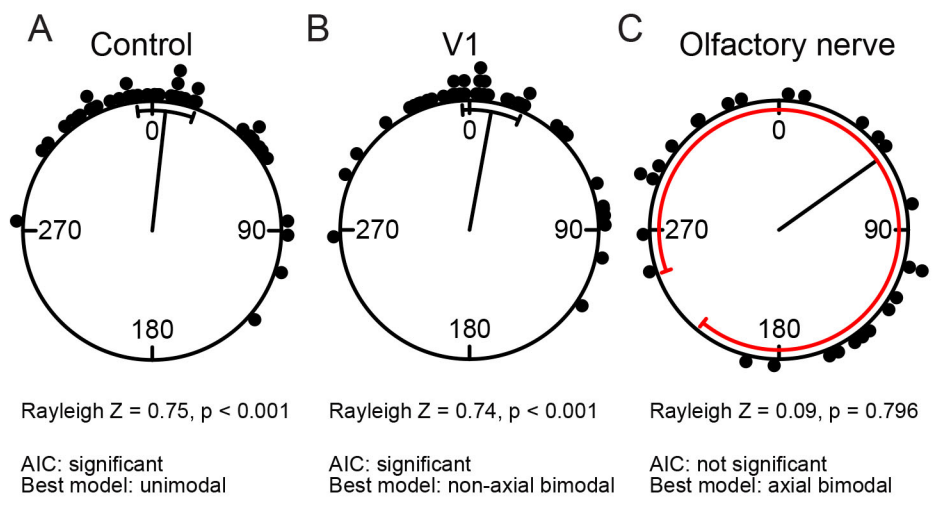 A
Control
0
270
90
180
Rayleigh Z = 0.75, p < 0.001
AIC: significant
Best model: unimodal
B
V1
0
270
90
180
Rayleigh Z = 0.74, p < 0.001
AIC: significant
Best model: non-axial bimodal
C
Olfactory nerve
0
270
90
180
Rayleigh Z = 0.09, p = 0.796
AIC: not significant
Best model: axial bimodal